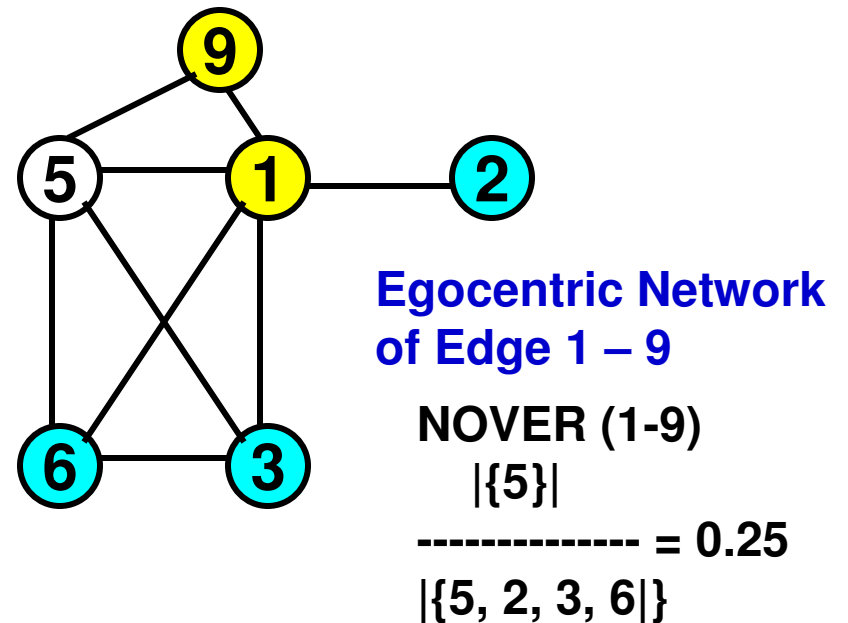 9
5
1
2
Egocentric Network
of Edge 1 – 9
NOVER (1-9)
|{5}|
-------------- = 0.25
6
3
|{5, 2, 3, 6|}